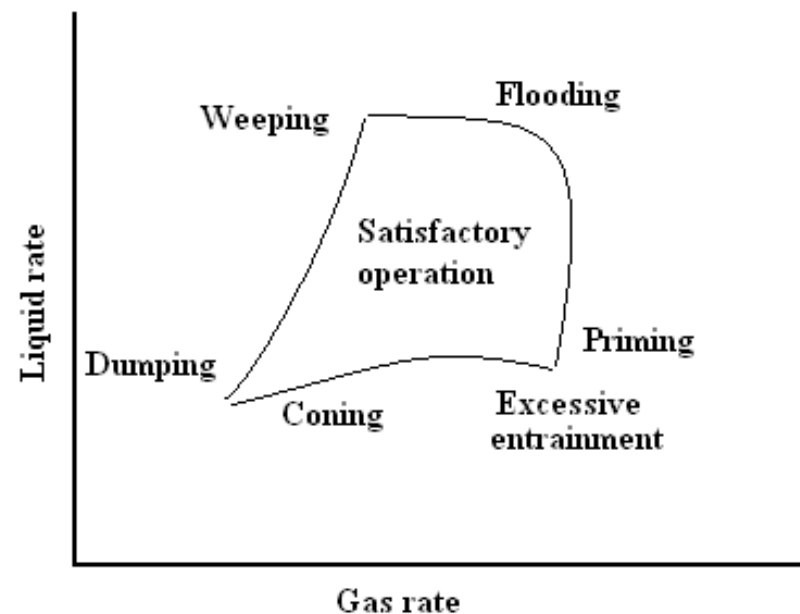 Flooding
Weeping
Satisfactory
operation
Liquid rate
Priming
Dumping
Coning
Excessive
entrainment
Gas rate